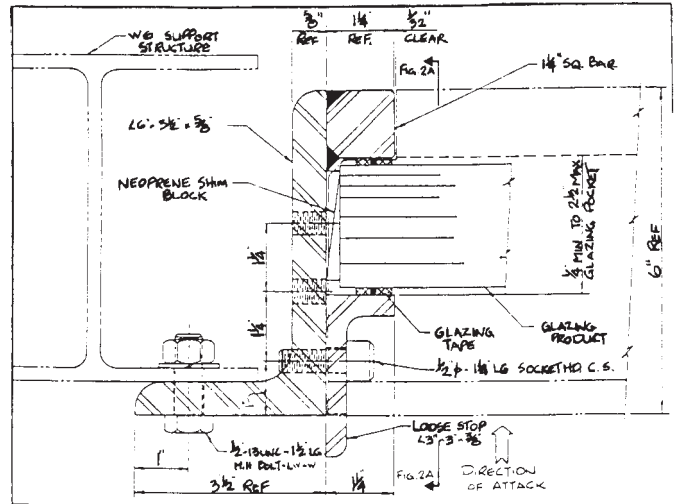 5/8"
REF
1 1/4
REF.
1/32"
CLEAR
W6 SUPPORT
STRUCTURE
FIG. 2A
1 1/4" SQ. BAR
L6" x 3 1/2" x 5/8"
NEOPRENE SHIM
BLOCK
1 1/4
1 1/4
1/4 MIN TO 2 1/2 MAX
GLAZING POCKET
6" REF
GLAZING
TAPE
GLAZING
PRODUCT
1/2 φ - 1 1/4 LG SOCKET HD. C.S.
LOOSE STOP
L3" - 3" - 3/8"
1/2-13UNC-1 1/2 LG
H.H BOLT-L.W-W
1"
3 1/2 REF
1 1/4
FIG. 2A
DIRECTION
OF ATTACK